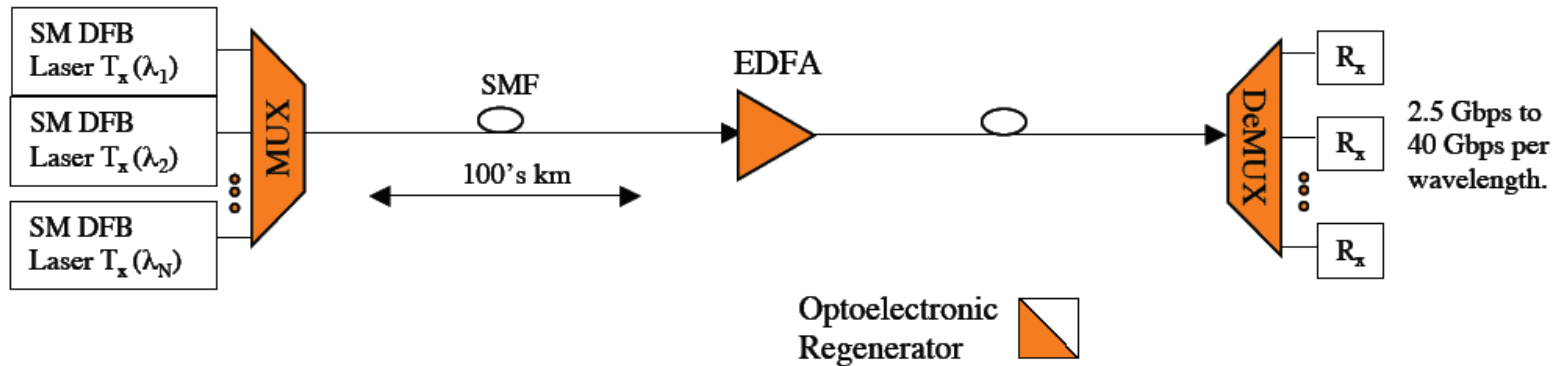 SM DFB
Laser Tx (λ1)
SM DFB
Laser Tx (λ2)
SM DFB
Laser Tx (λN)
MUX
SMF
100's km
EDFA
DeMUX
Rx
Rx
Rx
2.5 Gbps to
40 Gbps per
wavelength.
Optoelectronic
Regenerator